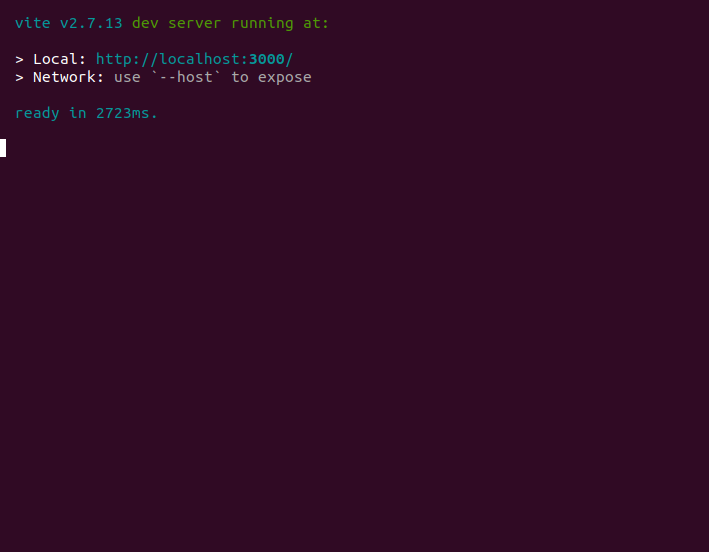 vite v2.7.13 dev server running at:
> Local: http://localhost:3000/
> Network: use `--host` to expose
ready in 2723ms.